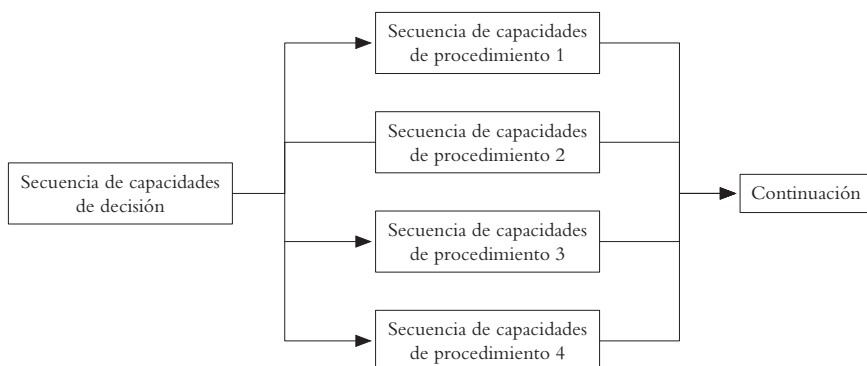 Secuencia de capacidades
de procedimiento 1
Secuencia de capacidades
de procedimiento 2
Secuencia de capacidades
de decisión
Continuación
Secuencia de capacidades
de procedimiento 3
Secuencia de capacidades
de procedimiento 4